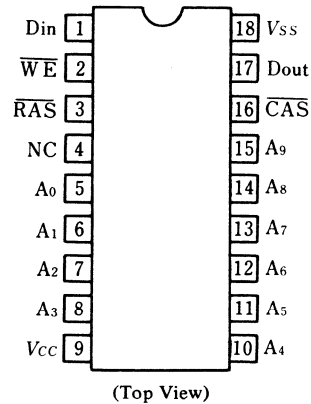 Din 1 18 Vss
WE 2 17 Dout
RAS 3 16 CAS
NC 4 15 A9
A0 5 14 A8
A1 6 13 A7
A2 7 12 A6
A3 8 11 A5
Vcc 9 10 A4
(Top View)